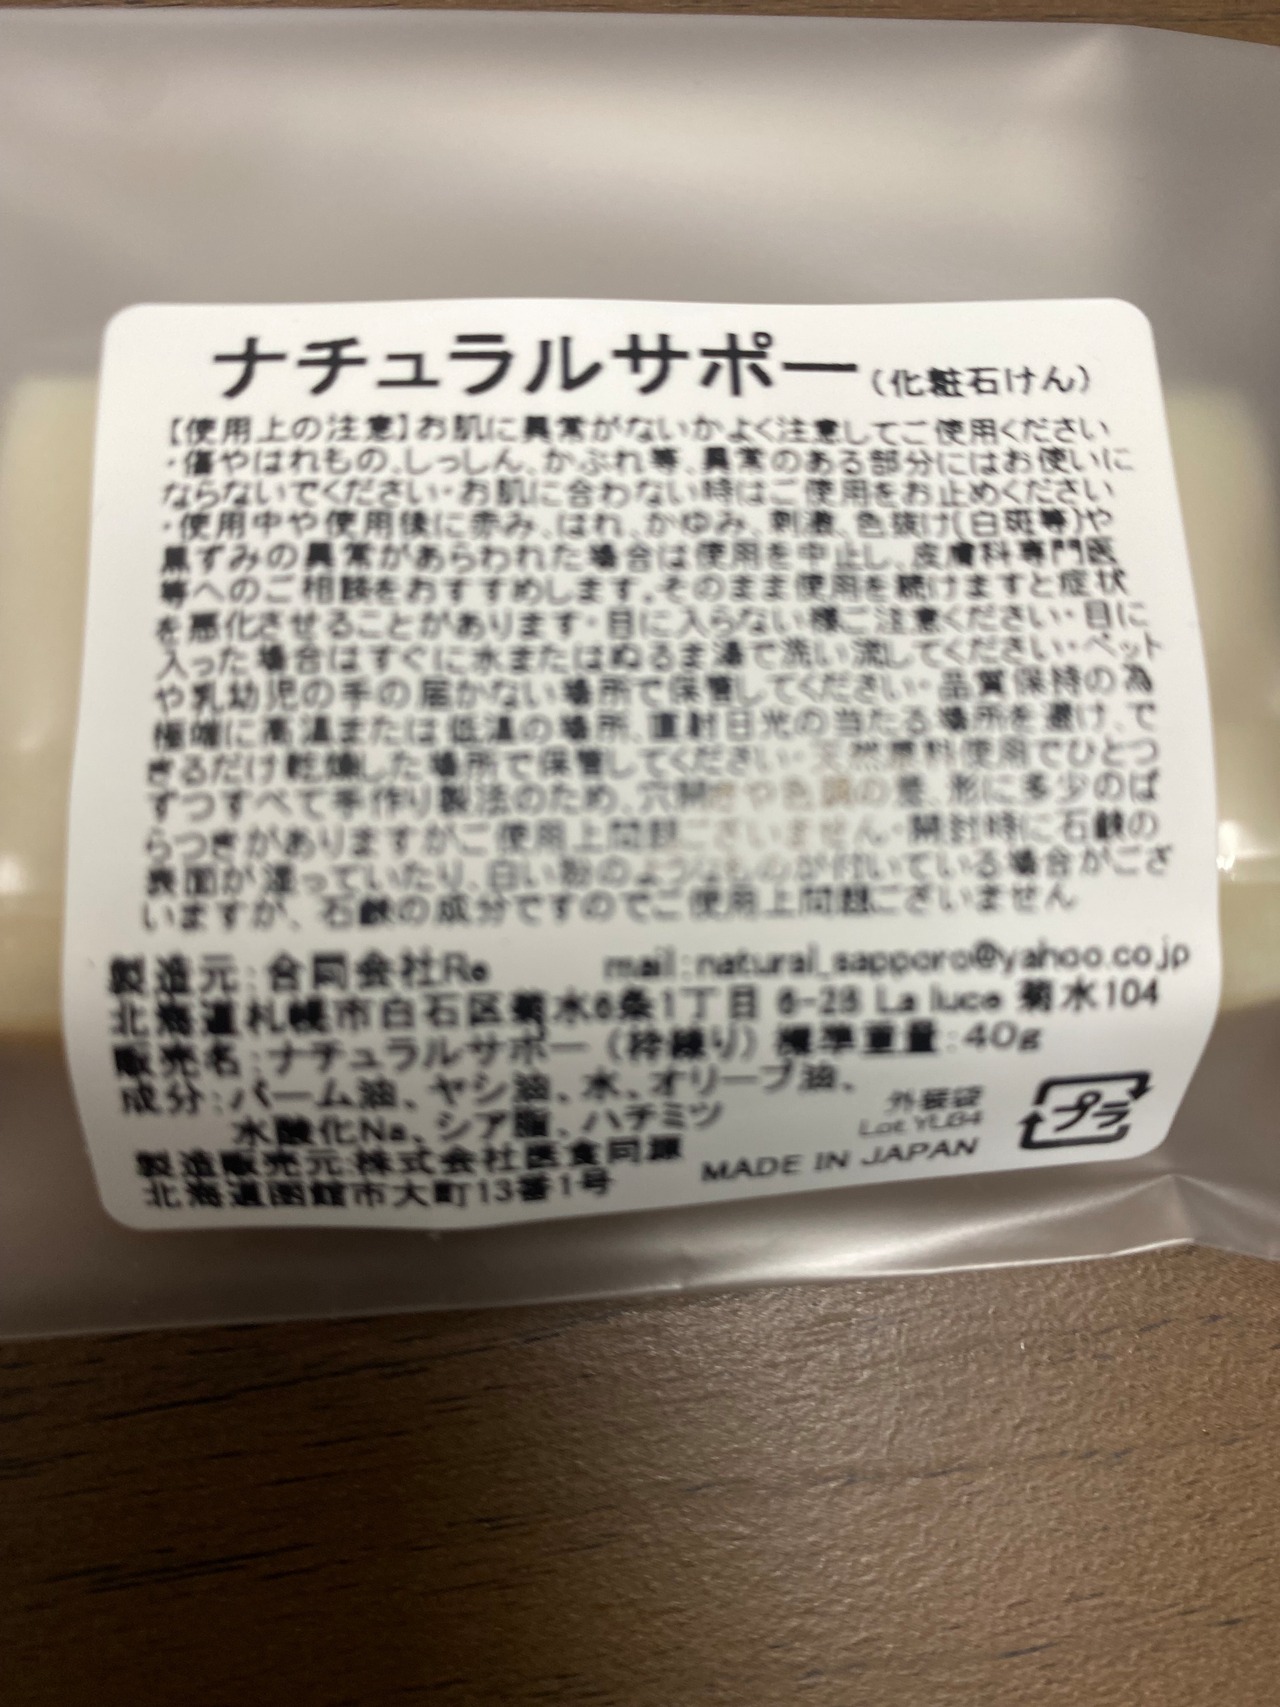 ナチュラルサポー（化粧石けん）
【使用上の注意】お肌に異常がないかよく注意してご使用ください
・傷やはれもの、しっしん、かぶれ等、異常のある部分にはお使いに
ならないでください・お肌に合わない時はご使用をお止めください
・使用中や使用後に赤み、はれ、かゆみ、刺激、色抜け(白斑等)や
黒ずみの異常があらわれた場合は使用を中止し、皮膚科専門医
等へのご相談をおすすめします。そのまま使用を続けますと症状
を悪化させることがあります・目に入らない様ご注意ください・目に
入った場合はすぐに水またはぬるま湯で洗い流してください・ペット
や乳幼児の手の届かない場所で保管してください・品質保持の為
極端に高温または低温の場所、直射日光の当たる場所を避け、で
きるだけ乾燥した場所で保管してください・天然原料使用でひとつ
ずつすべて手作り製法のため、穴開きや色調の差、形に多少のば
らつきがありますがご使用上問題ございません・開封時に石鹸の
表面が湿っていたり、白い粉のようなものが付いている場合がござ
いますが、石鹸の成分ですのでご使用上問題ございません
製造元:合同会社Re mail:natural_sapporo@yahoo.co.jp
北海道札幌市白石区菊水6条1丁目 6-28 La luce 菊水104
販売名:ナチュラルサポー（枠練り）標準重量:40g
成分:パーム油、ヤシ油、水、オリーブ油、
水酸化Na、シア脂、ハチミツ
外装袋
プラ
Lot.YLB4
製造販売元:株式会社医食同源
MADE IN JAPAN
北海道函館市大町13番1号